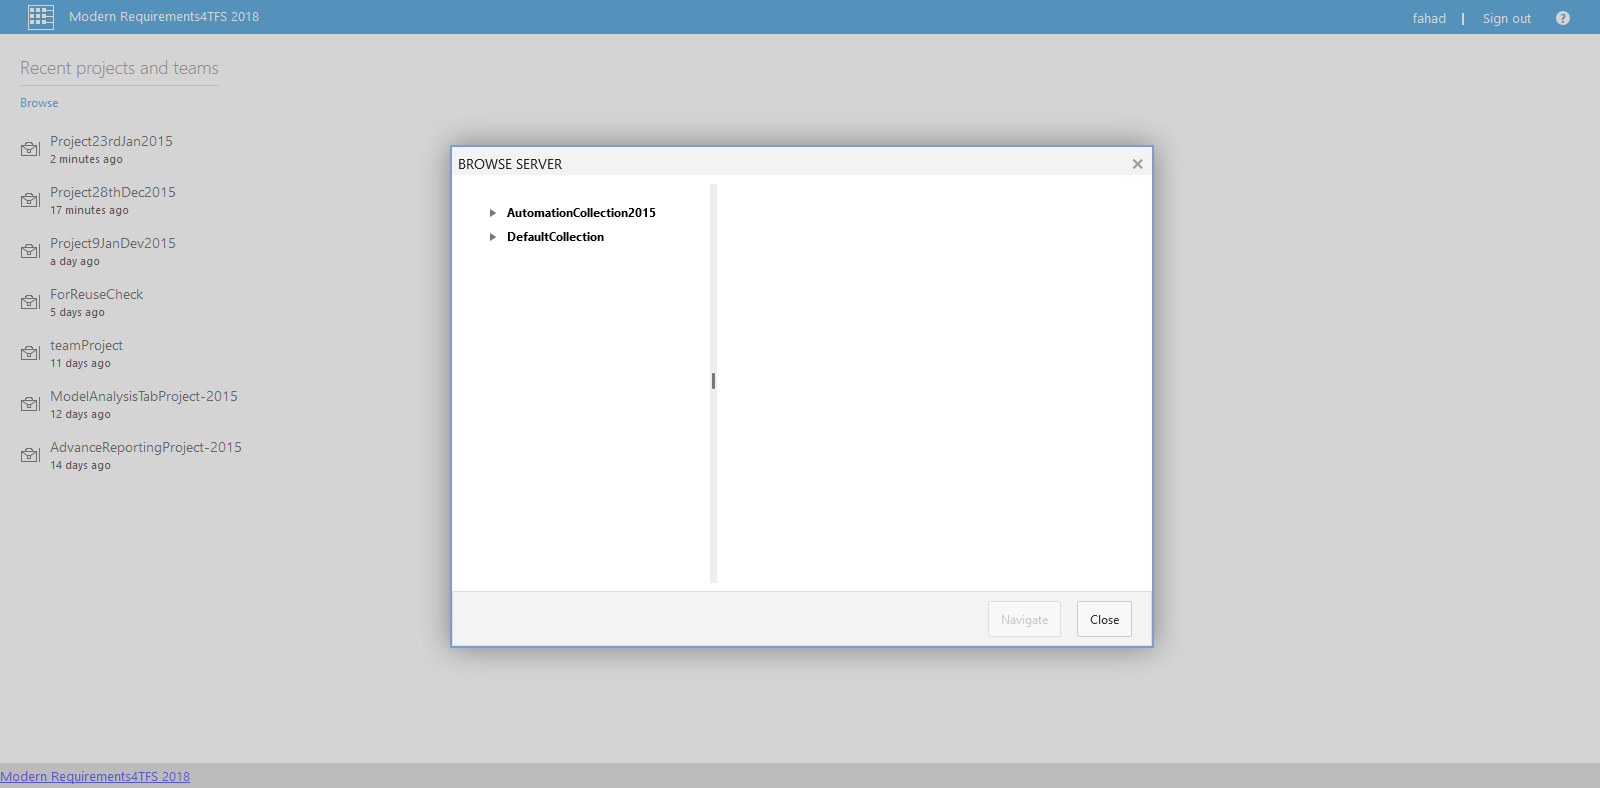 Modern Requirements4TFS 2018
fahad | Sign out ?
Recent projects and teams
Browse
Project23rdJan2015
2 minutes ago
Project28thDec2015
17 minutes ago
Project9JanDev2015
a day ago
ForReuseCheck
5 days ago
teamProject
11 days ago
ModelAnalysisTabProject-2015
12 days ago
AdvanceReportingProject-2015
14 days ago
BROWSE SERVER
AutomationCollection2015
DefaultCollection
Navigate Close
Modern Requirements4TFS 2018